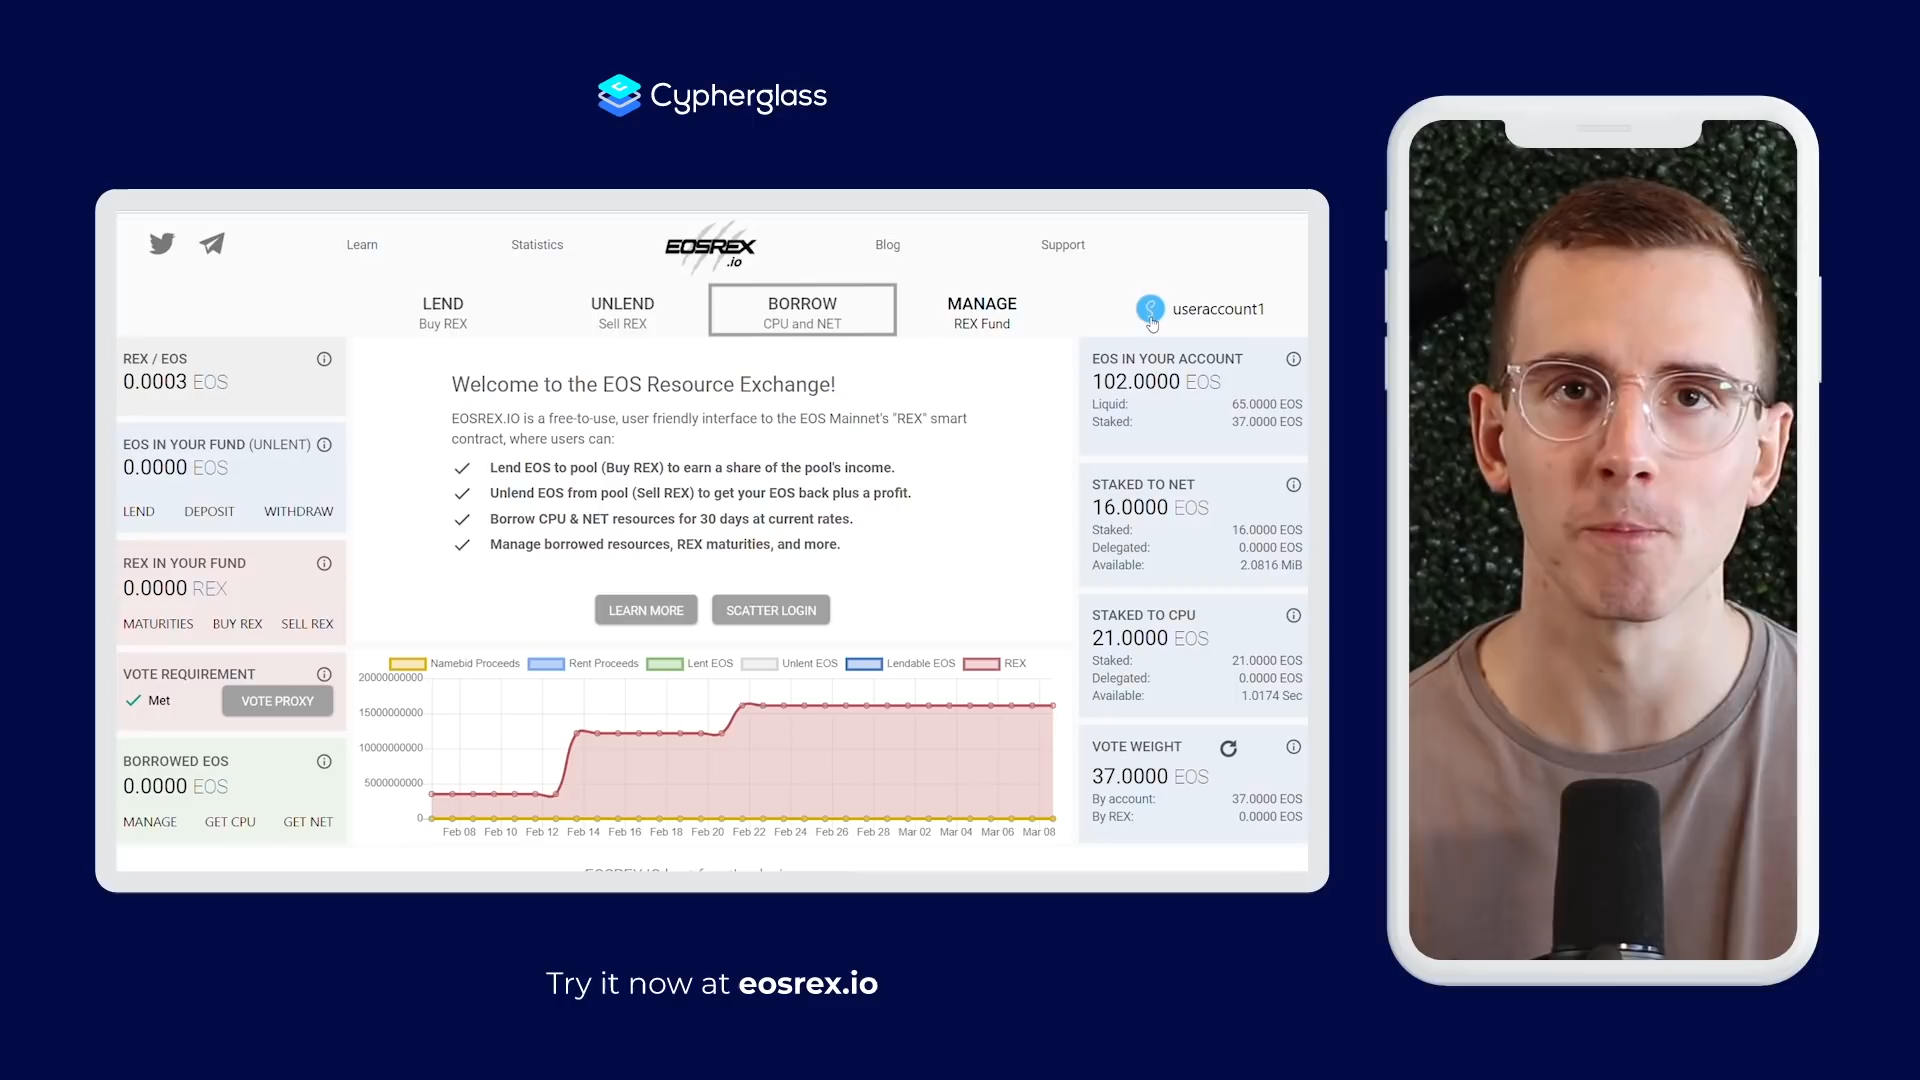 Cypherglass
Learn
Statistics
EOSREX
.io
Blog
Support
LEND
Buy REX
UNLEND
Sell REX
BORROW
CPU and NET
MANAGE
REX Fund
useraccount1
REX / EOS
0.0003 EOS
EOS IN YOUR FUND (UNLENT)
0.0000 EOS
LEND DEPOSIT WITHDRAW
REX IN YOUR FUND
0.0000 REX
MATURITIES BUY REX SELL REX
VOTE REQUIREMENT
Met VOTE PROXY
BORROWED EOS
0.0000 EOS
MANAGE GET CPU GET NET
Welcome to the EOS Resource Exchange!
EOSREX.IO is a free-to-use, user friendly interface to the EOS Mainnet's "REX" smart
contract, where users can:
Lend EOS to pool (Buy REX) to earn a share of the pool's income.
Unlend EOS from pool (Sell REX) to get your EOS back plus a profit.
Borrow CPU & NET resources for 30 days at current rates.
Manage borrowed resources, REX maturities, and more.
LEARN MORE SCATTER LOGIN
Namebid Proceeds Rent Proceeds Lent EOS Unlent EOS Lendable EOS REX
20000000000
15000000000
10000000000
5000000000
0
Feb 08 Feb 10 Feb 12 Feb 14 Feb 16 Feb 18 Feb 20 Feb 22 Feb 24 Feb 26 Feb 28 Mar 02 Mar 04 Mar 06 Mar 08
EOS IN YOUR ACCOUNT
102.0000 EOS
Liquid: 65.0000 EOS
Staked: 37.0000 EOS
STAKED TO NET
16.0000 EOS
Staked: 16.0000 EOS
Delegated: 0.0000 EOS
Available: 2.0816 MiB
STAKED TO CPU
21.0000 EOS
Staked: 21.0000 EOS
Delegated: 0.0000 EOS
Available: 1.0174 Sec
VOTE WEIGHT
37.0000 EOS
By account: 37.0000 EOS
By REX: 0.0000 EOS
Try it now at eosrex.io